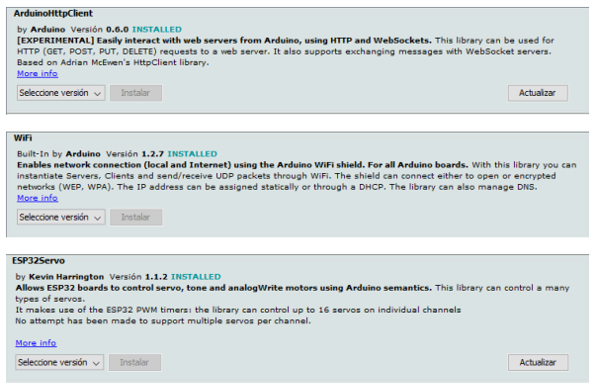 ArduinoHttpClient
by Arduino Versión 0.6.0 INSTALLED
[EXPERIMENTAL] Easily interact with web servers from Arduino, using HTTP and WebSockets. This library can be used for
HTTP (GET, POST, PUT, DELETE) requests to a web server. It also supports exchanging messages with WebSocket servers.
Based on Adrian McEwen's HttpClient library.
More info
Seleccione versión Instalar Actualizar
WiFi
Built-In by Arduino Versión 1.2.7 INSTALLED
Enables network connection (local and Internet) using the Arduino WiFi shield. For all Arduino boards. With this library you can
instantiate Servers, Clients and send/receive UDP packets through WiFi. The shield can connect either to open or encrypted
networks (WEP, WPA). The IP address can be assigned statically or through a DHCP. The library can also manage DNS.
More info
Seleccione versión Instalar
ESP32Servo
by Kevin Harrington Versión 1.1.2 INSTALLED
Allows ESP32 boards to control servo, tone and analogWrite motors using Arduino semantics. This library can control a many
types of servos.
It makes use of the ESP32 PWM timers: the library can control up to 16 servos on individual channels
No attempt has been made to support multiple servos per channel.
More info
Seleccione versión Instalar Actualizar